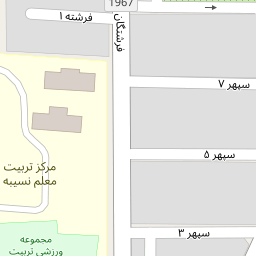 1967
فرشته ۱
فرشتگان
سپهر ۷
سپهر ۵
مرکز تربیت
معلم نسیبه
سپهر ۳
مجموعه
ورزشی تربیت